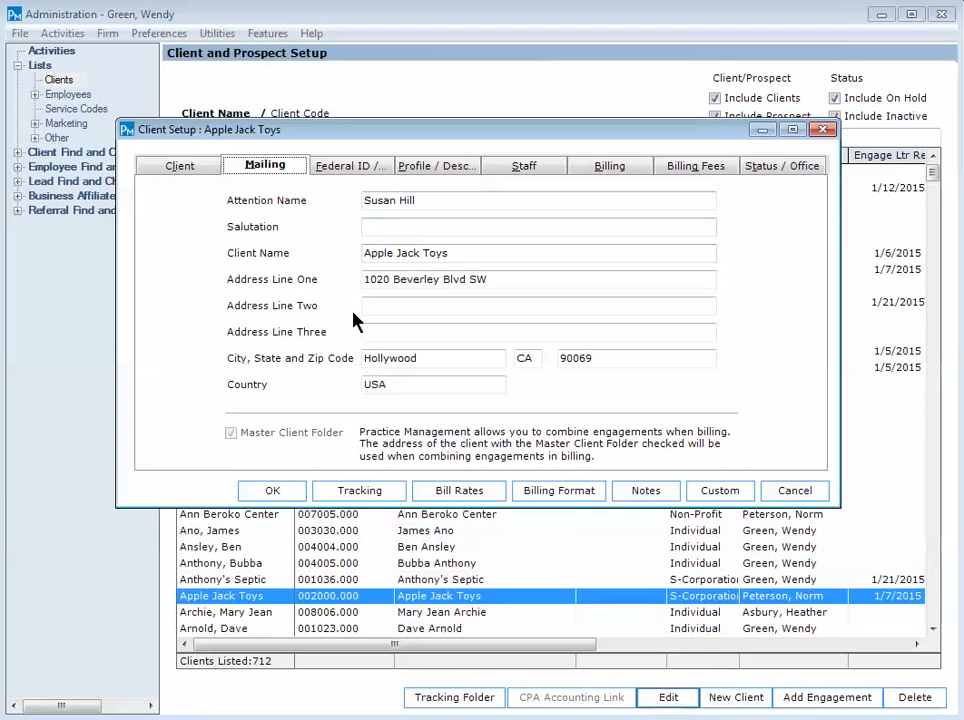 PM Administration - Green, Wendy
File Activities Firm Preferences Utilities Features Help
Activities
Lists
Clients
Employees
Service Codes
Marketing
Other
Client Find and C
Employee Find an
Lead Find and Ch
Business Affiliate
Referral Find and
Client and Prospect Setup
Client/Prospect Status
Include Clients Include On Hold
Include Prospect Include Inactive
Client Name / Client Code
Engage Ltr Re
1/12/2015
1/6/2015
1/7/2015
1/21/2015
1/5/2015
1/5/2015
PM Client Setup : Apple Jack Toys
Client Mailing Federal ID /... Profile / Desc... Staff Billing Billing Fees Status / Office
Attention Name Susan Hill
Salutation
Client Name Apple Jack Toys
Address Line One 1020 Beverley Blvd SW
Address Line Two
Address Line Three
City, State and Zip Code Hollywood CA 90069
Country USA
Master Client Folder Practice Management allows you to combine engagements when billing.
The address of the client with the Master Client Folder checked will be
used when combining engagements in billing.
OK Tracking Bill Rates Billing Format Notes Custom Cancel
Ann Beroko Center 007005.000 Ann Beroko Center Non-Profit Peterson, Norm
Ano, James 003030.000 James Ano Individual Green, Wendy
Ansley, Ben 004004.000 Ben Ansley Individual Green, Wendy
Anthony, Bubba 004000.000 Bubba Anthony Individual Green, Wendy
Anthony's Septic 001036.000 Anthony's Septic S-Corporatio Green, Wendy 1/21/2015
Apple Jack Toys 002000.000 Apple Jack Toys S-Corporatio Peterson, Norm 1/7/2015
Archie, Mary Jean 008006.000 Mary Jean Archie Individual Asbury, Heather
Arnold, Dave 001023.000 Dave Arnold Individual Green, Wendy
Clients Listed:712
Tracking Folder CPA Accounting Link Edit New Client Add Engagement Delete